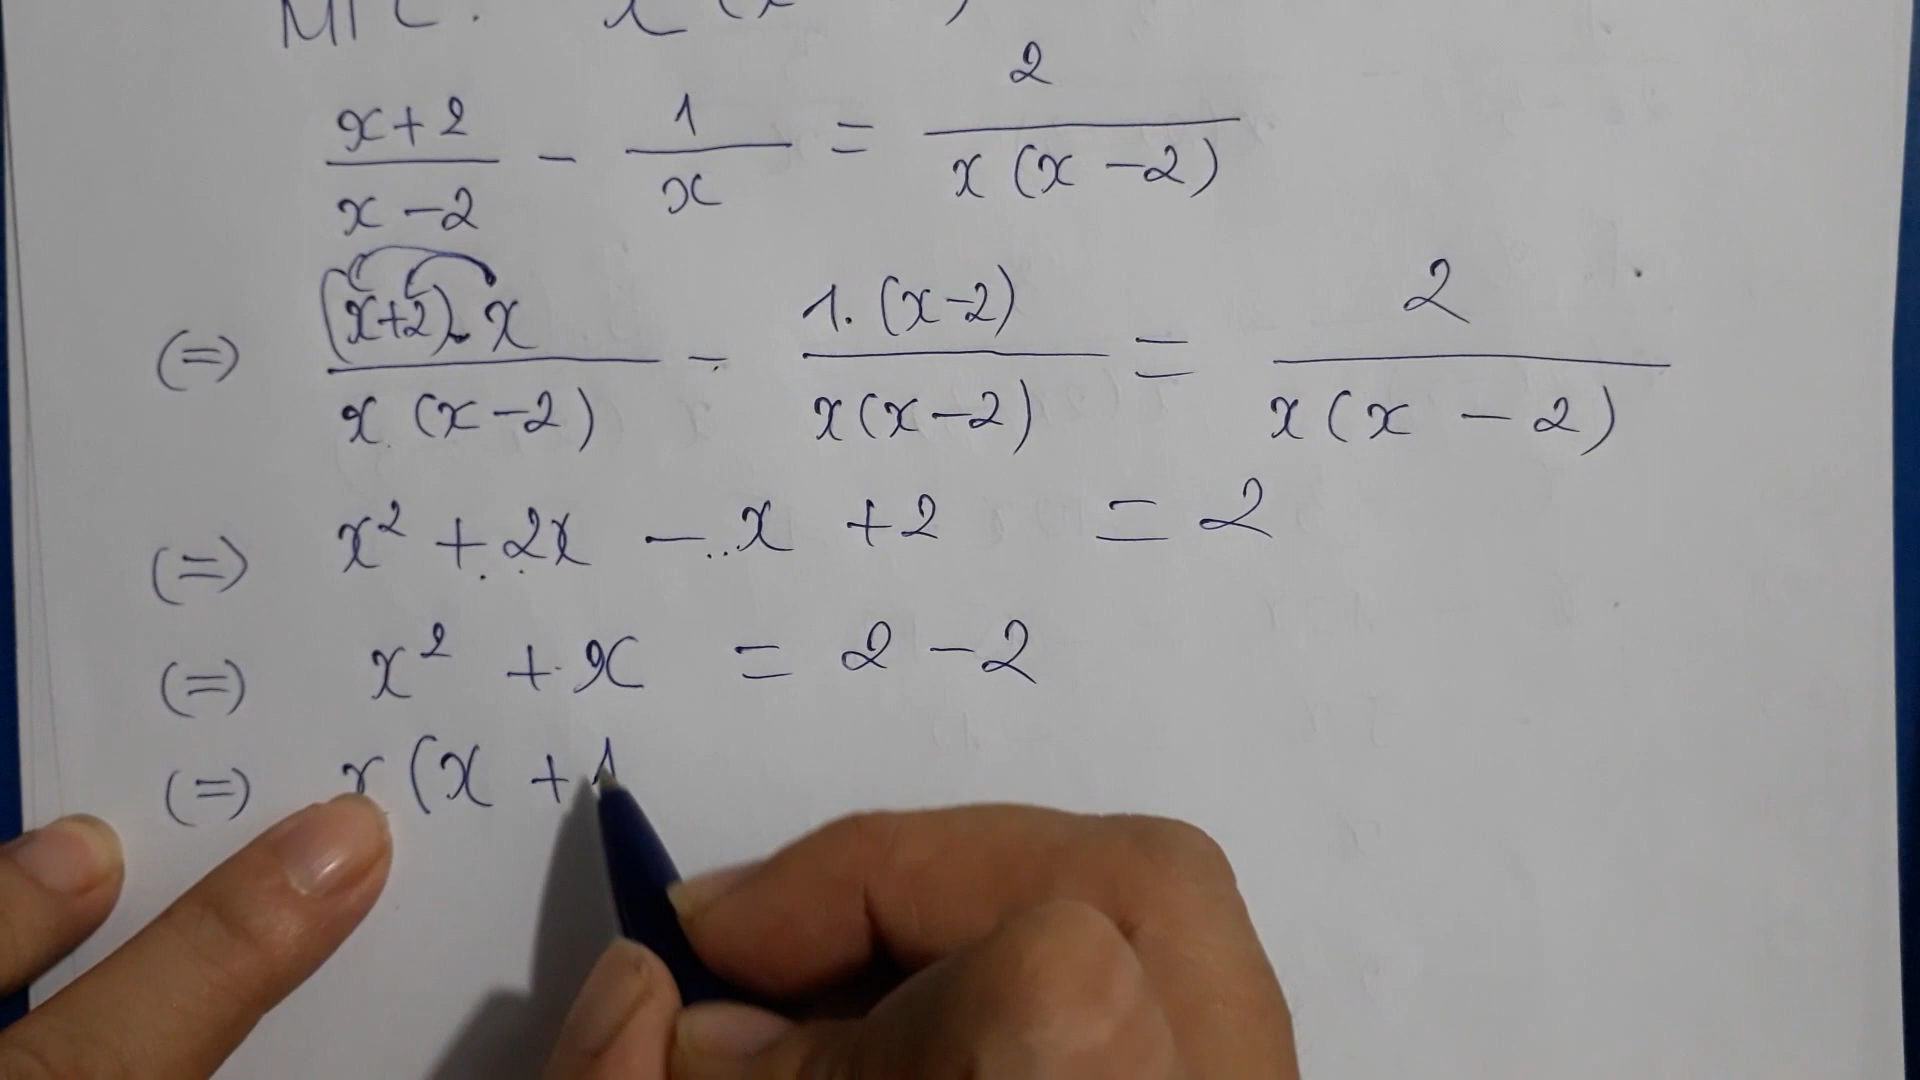 MTC: x(x
(x+2)/(x-2) - 1/x = 2/(x(x-2))
(=) ((x+2).x)/(x.(x-2)) - (1.(x-2))/(x(x-2)) = 2/(x(x-2))
(=) x² + 2x - x + 2 = 2
(=) x² + x = 2 - 2
(=) x(x + 1